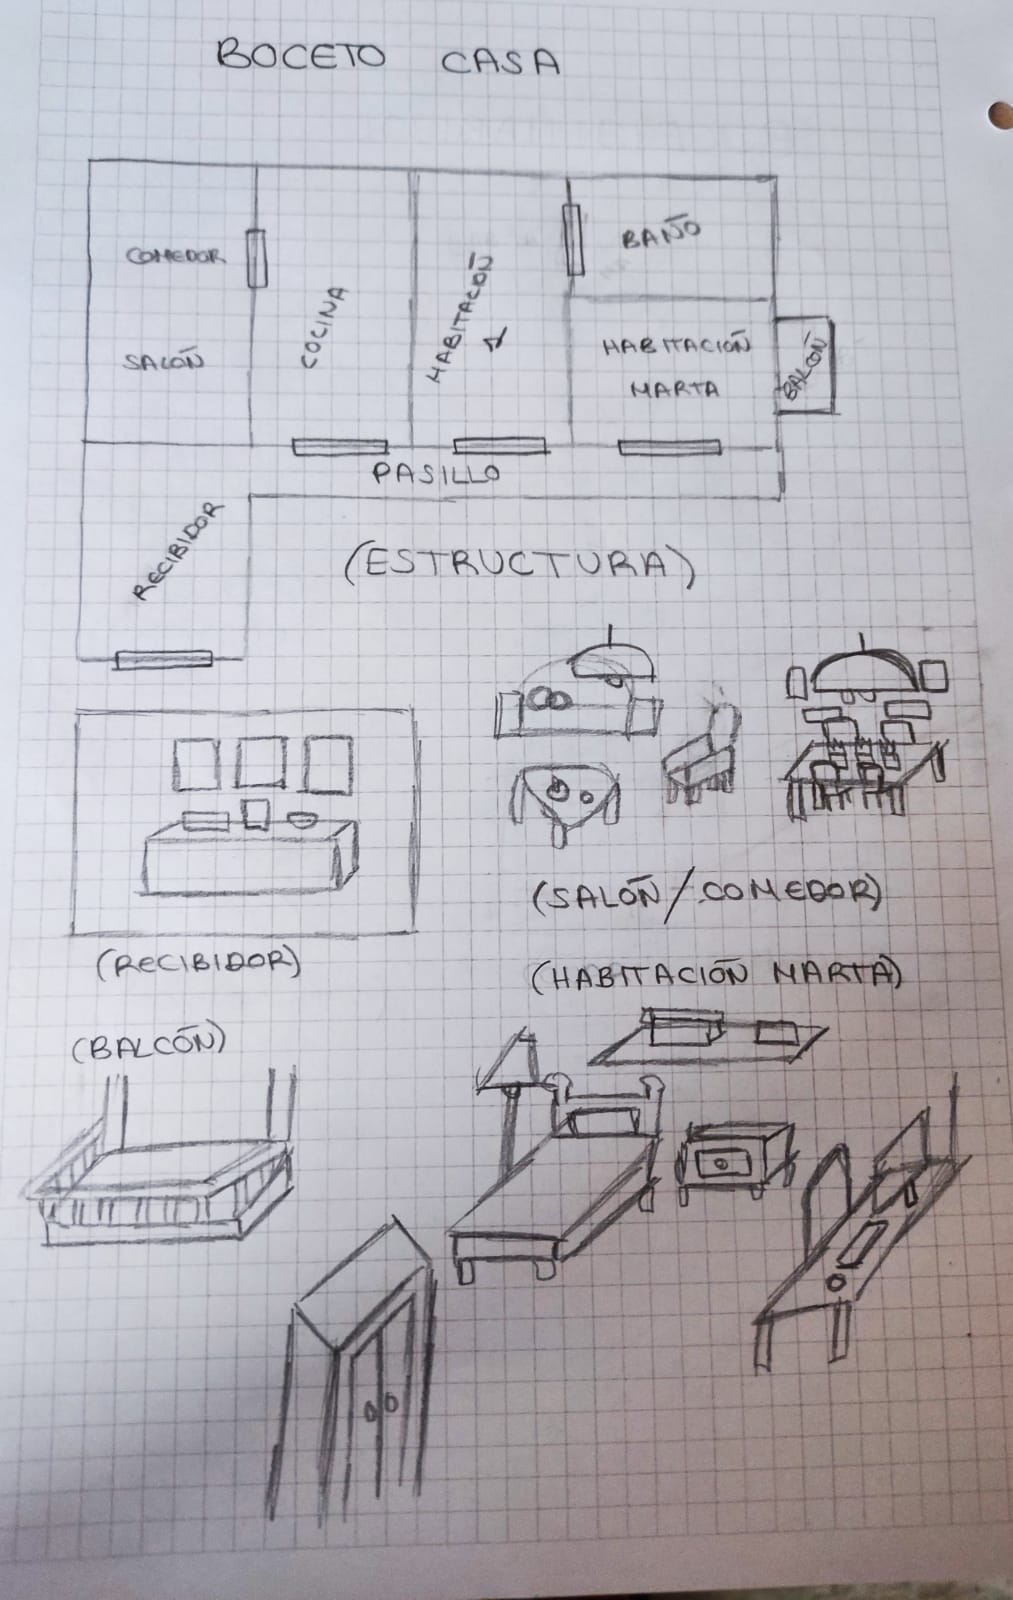 BOCETO CASA
COMEDOR
SALÓN
COCINA
HABITACIÓN
1
BAÑO
HABITACIÓN
MARTA
BALCÓN
PASILLO
RECIBIDOR
(ESTRUCTURA)
(SALÓN/COMEDOR)
(RECIBIDOR)
(HABITACIÓN MARTA)
(BALCÓN)